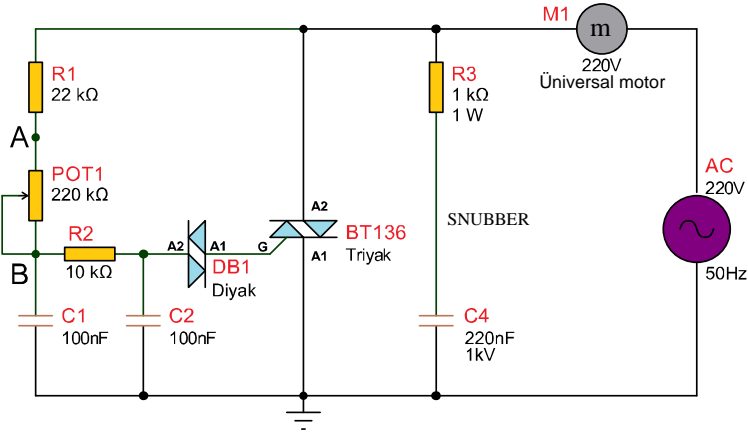 M1
m
220V
Üniversal motor
R1
22 kΩ
R3
1 kΩ
1 W
A
POT1
220 kΩ
AC
220V
50Hz
A2
SNUBBER
BT136
Triyak
A1
R2
10 kΩ
A2
A1
G
B
DB1
Diyak
C1
100nF
C2
100nF
C4
220nF
1kV